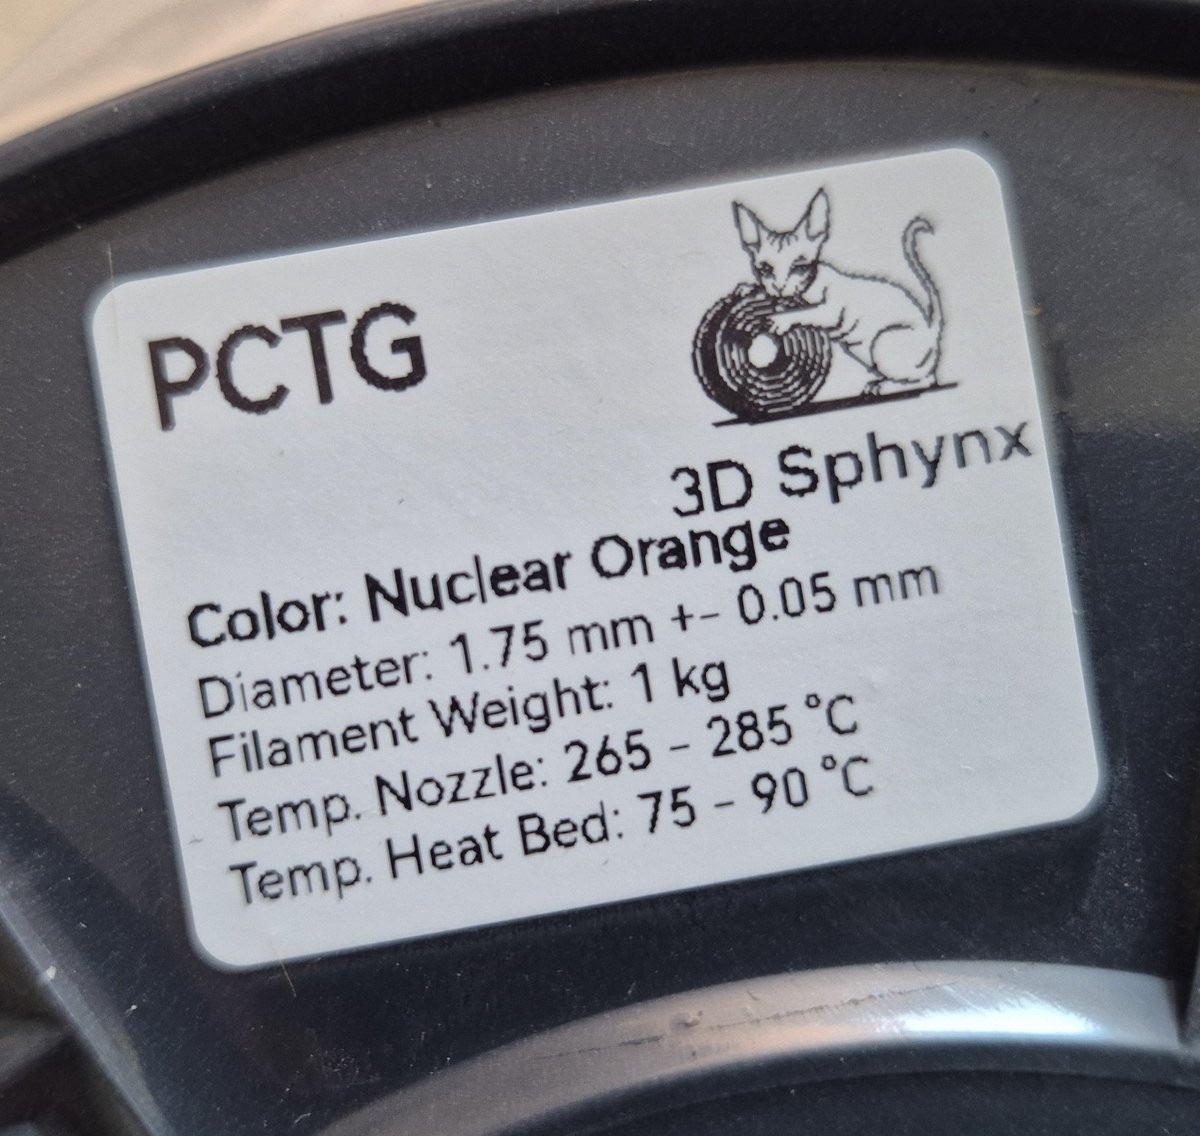 PCTG
3D Sphynx
Color: Nuclear Orange
Diameter: 1.75 mm +- 0.05 mm
Filament Weight: 1 kg
Temp. Nozzle: 265 - 285 °C
Temp. Heat Bed: 75 - 90 °C